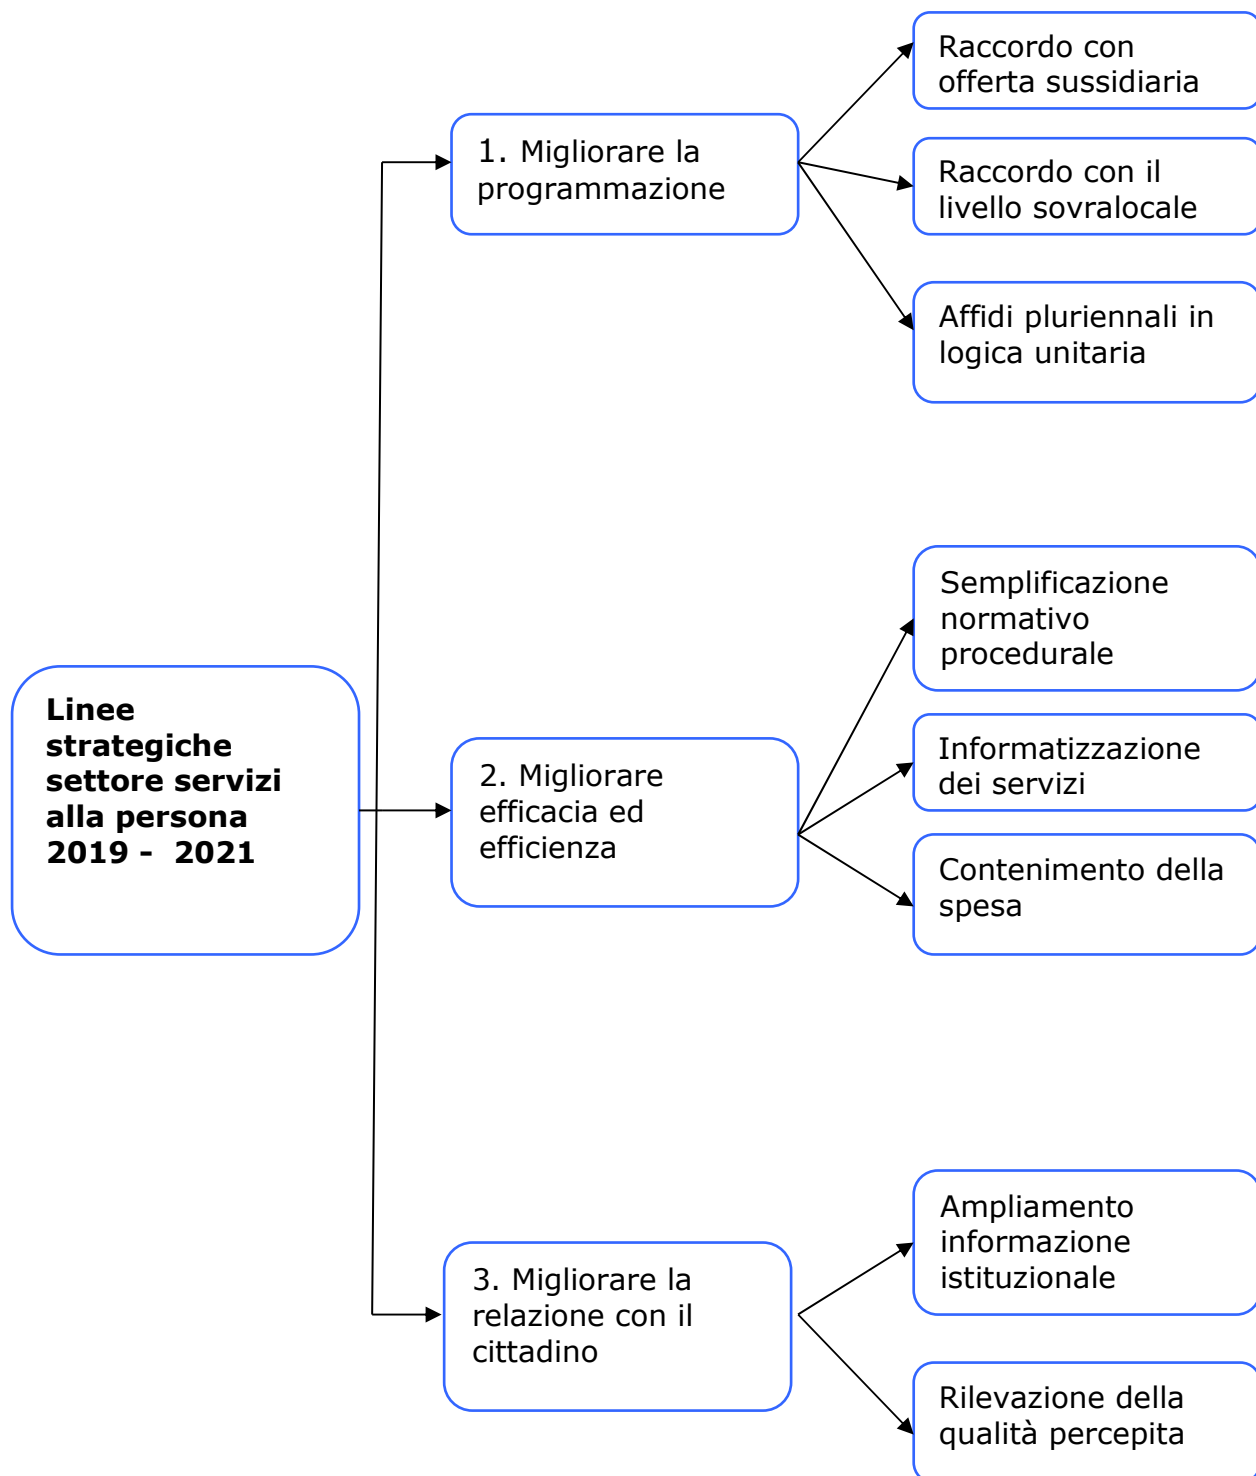 Linee
strategiche
settore servizi
alla persona
2019 - 2021
1. Migliorare la
programmazione
Raccordo con
offerta sussidiaria
Raccordo con il
livello sovralocale
Affidi pluriennali in
logica unitaria
2. Migliorare
efficacia ed
efficienza
Semplificazione
normativo
procedurale
Informatizzazione
dei servizi
Contenimento della
spesa
3. Migliorare la
relazione con il
cittadino
Ampliamento
informazione
istituzionale
Rilevazione della
qualità percepita